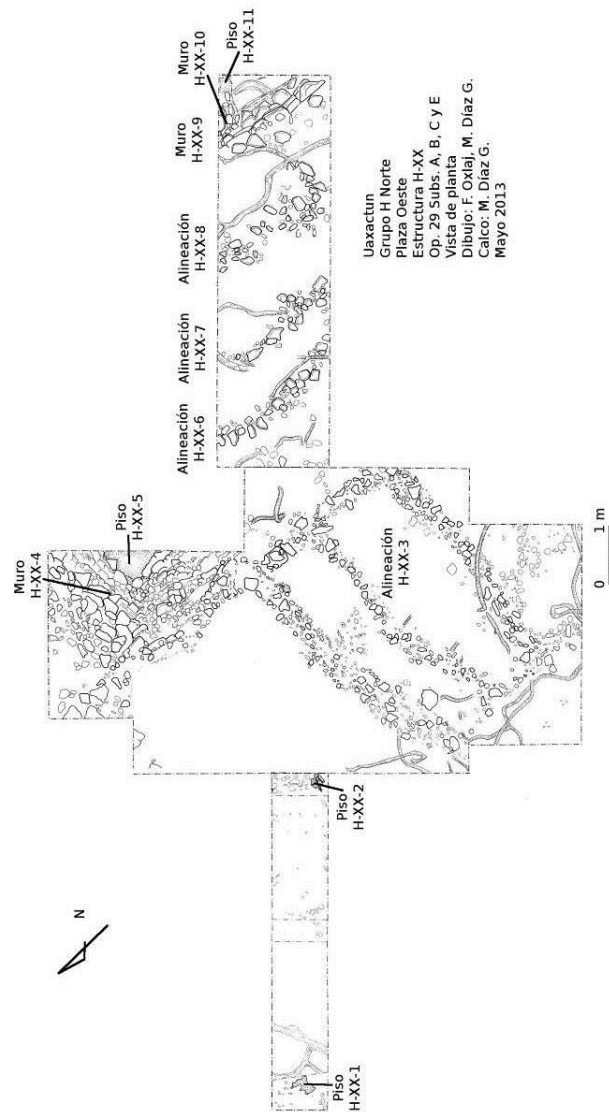 Muro
H-XX-4
Piso
H-XX-5
Alineación
H-XX-6
Alineación
H-XX-7
Alineación
H-XX-8
Muro
H-XX-9
Muro
H-XX-10
Piso
H-XX-11
N
Piso
H-XX-1
Piso
H-XX-2
Alineación
H-XX-3
Uaxactun
Grupo H Norte
Plaza Oeste
Estructura H-XX
Op. 29 Subs. A, B, C y E
Vista de planta
Dibujo: F. Oxlaj, M. Díaz G.
Calco: M. Díaz G.
Mayo 2013
0 1 m